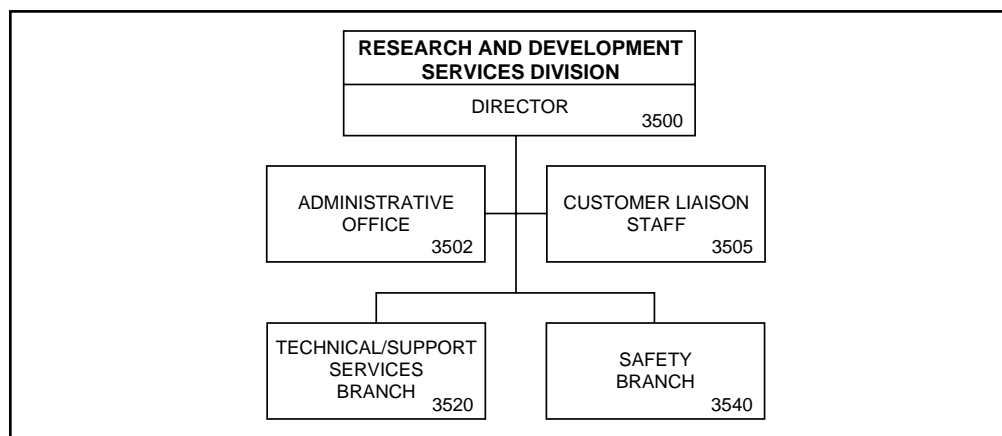 RESEARCH AND DEVELOPMENT
SERVICES DIVISION
DIRECTOR
3500
ADMINISTRATIVE
OFFICE
3502
CUSTOMER LIAISON
STAFF
3505
TECHNICAL/SUPPORT
SERVICES
BRANCH
3520
SAFETY
BRANCH
3540